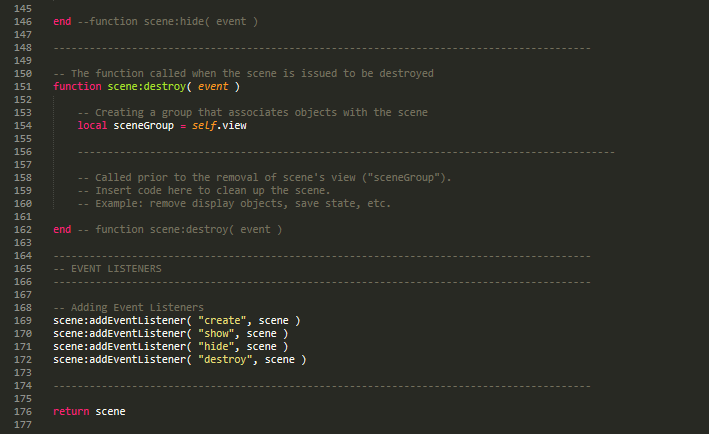 145
146 end --function scene:hide( event )
147
148 ------------------------------------------------------------------------------------------
149
150 -- The function called when the scene is issued to be destroyed
151 function scene:destroy( event )
152
153     -- Creating a group that associates objects with the scene
154     local sceneGroup = self.view
155
156     ------------------------------------------------------------------------------------------
157
158     -- Called prior to the removal of scene's view ("sceneGroup").
159     -- Insert code here to clean up the scene.
160     -- Example: remove display objects, save state, etc.
161
162 end -- function scene:destroy( event )
163
164 ------------------------------------------------------------------------------------------
165 -- EVENT LISTENERS
166 ------------------------------------------------------------------------------------------
167
168 -- Adding Event Listeners
169 scene:addEventListener( "create", scene )
170 scene:addEventListener( "show", scene )
171 scene:addEventListener( "hide", scene )
172 scene:addEventListener( "destroy", scene )
173
174 ------------------------------------------------------------------------------------------
175
176 return scene
177